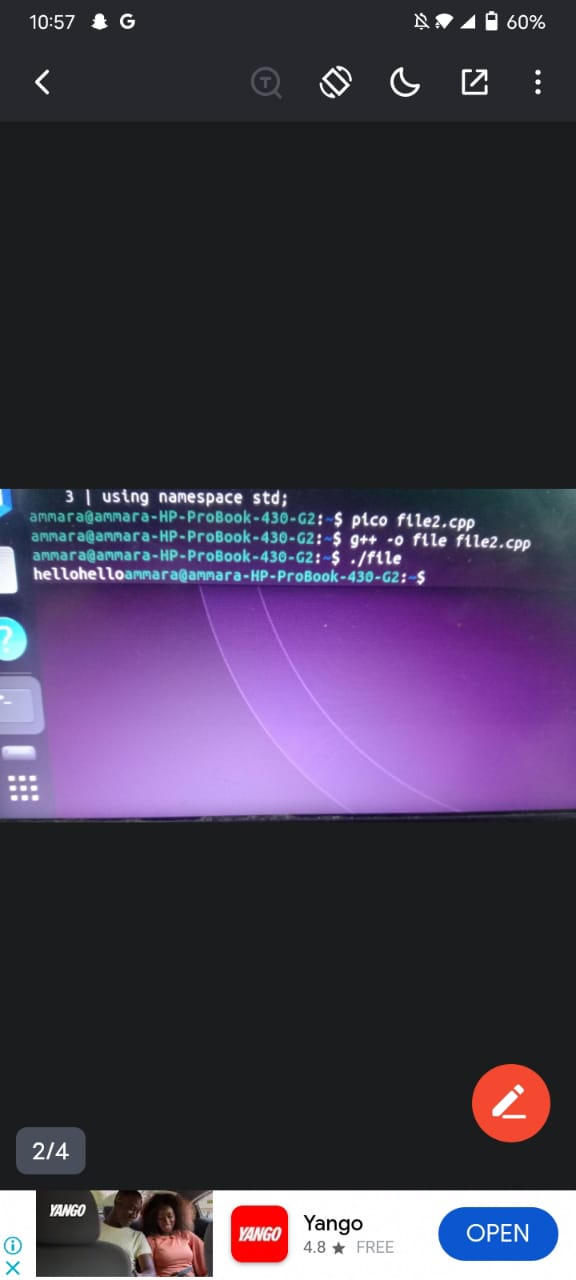 10:57
G
60%
3 | using namespace std;
ammara@ammara-HP-ProBook-430-G2:~$ pico file2.cpp
ammara@ammara-HP-ProBook-430-G2:~$ g++ -o file file2.cpp
ammara@ammara-HP-ProBook-430-G2:~$ ./file
hellohelloammara@ammara-HP-ProBook-430-G2:~$
2/4
YANGO
YANGO
Yango
4.8 ★ FREE
OPEN